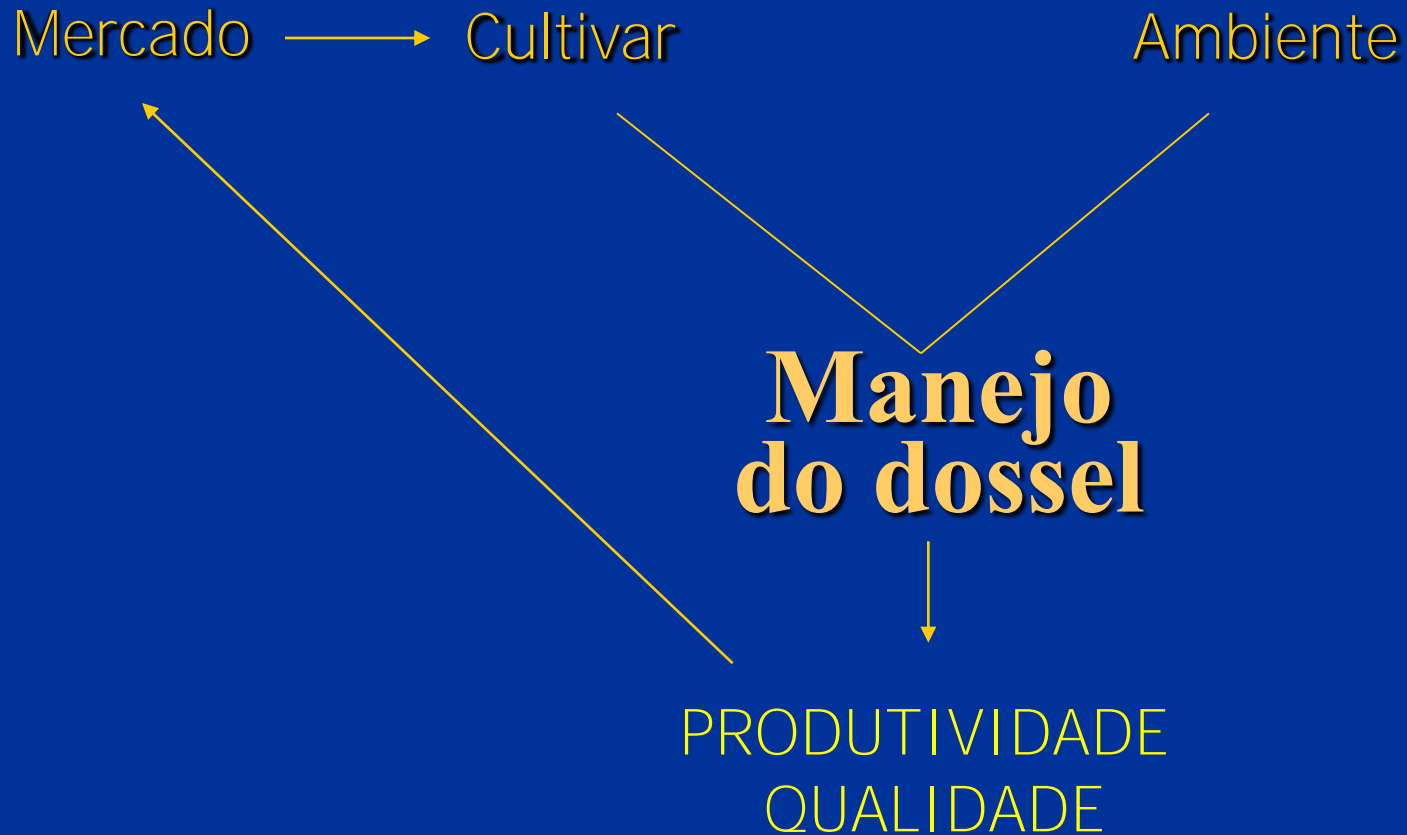 Mercado
Cultivar
Ambiente
Manejo
do dossel
PRODUTIVIDADE
QUALIDADE